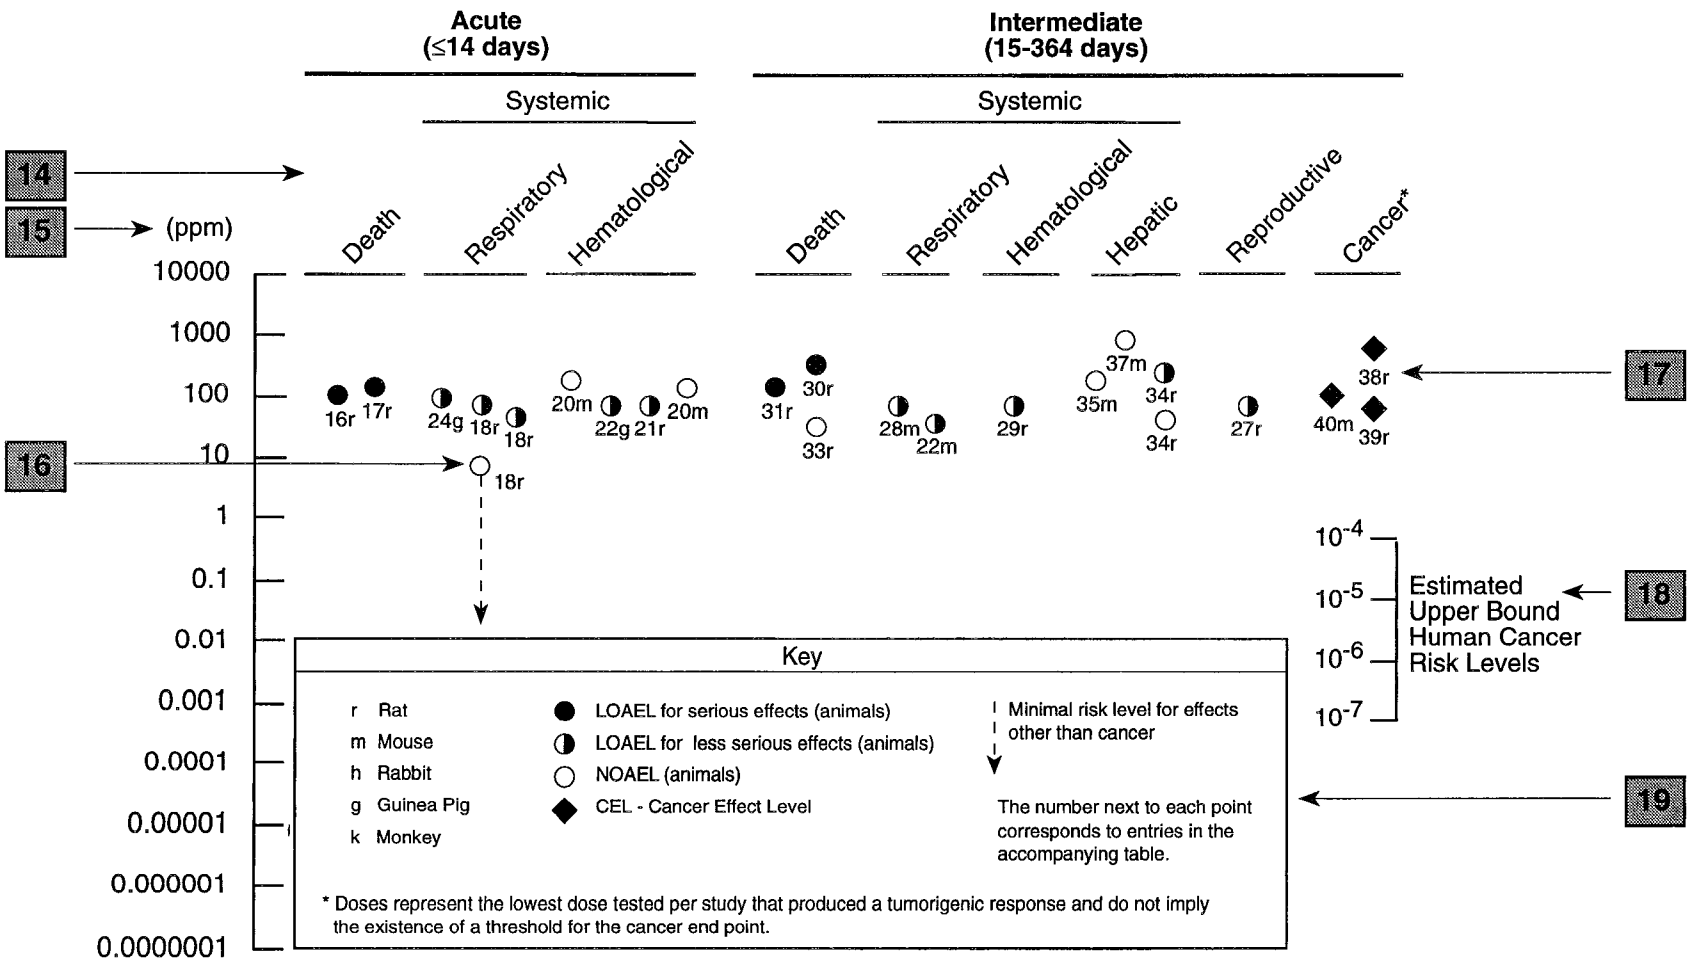 Acute
(≤14 days)
Intermediate
(15-364 days)
Systemic
Systemic
14
15
(ppm)
Death
Respiratory
Hematological
Death
Respiratory
Hematological
Hepatic
Reproductive
Cancer*
10000
1000
100
10
1
0.1
0.01
0.001
0.0001
0.00001
0.000001
0.0000001
16r
17r
24g
18r
18r
20m
22g
21r
20m
31r
30r
33r
28m
22m
29r
35m
37m
34r
34r
27r
40m
38r
39r
17
16
18r
10-4
10-5
10-6
10-7
Estimated
Upper Bound
Human Cancer
Risk Levels
18
19
Key
r Rat
m Mouse
h Rabbit
g Guinea Pig
k Monkey
LOAEL for serious effects (animals)
LOAEL for less serious effects (animals)
NOAEL (animals)
CEL - Cancer Effect Level
Minimal risk level for effects
other than cancer
The number next to each point
corresponds to entries in the
accompanying table.
* Doses represent the lowest dose tested per study that produced a tumorigenic response and do not imply
the existence of a threshold for the cancer end point.